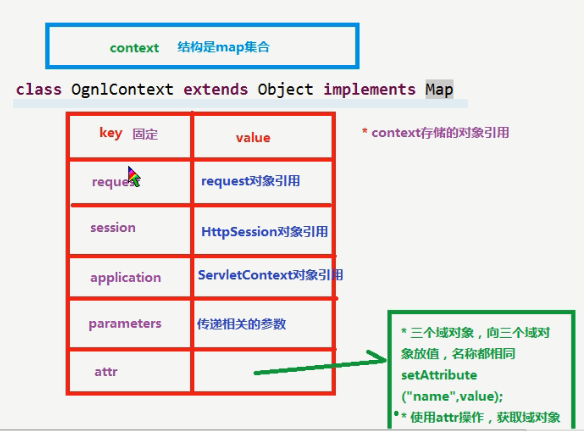 context 结构是map集合
class OgnlContext extends Object implements Map
key 固定 value
* context存储的对象引用
request request对象引用
session HttpSession对象引用
application ServletContext对象引用
parameters 传递相关的参数
attr
* 三个域对象，向三个域对
象放值，名称都相同
setAttribute
("name",value);
* 使用attr操作，获取域对象